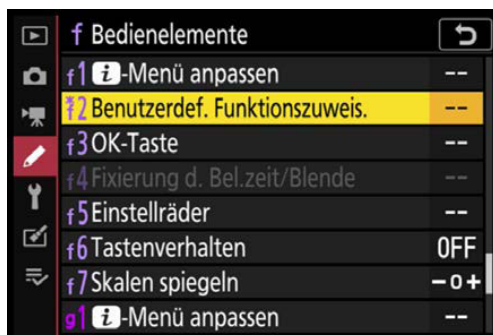 f Bedienelemente
f1 i-Menü anpassen --
f2 Benutzerdef. Funktionszuweis. --
f3 OK-Taste --
f4 Fixierung d. Bel.zeit/Blende --
f5 Einstellräder --
f6 Tastenverhalten OFF
f7 Skalen spiegeln -0+
g1 i-Menü anpassen --